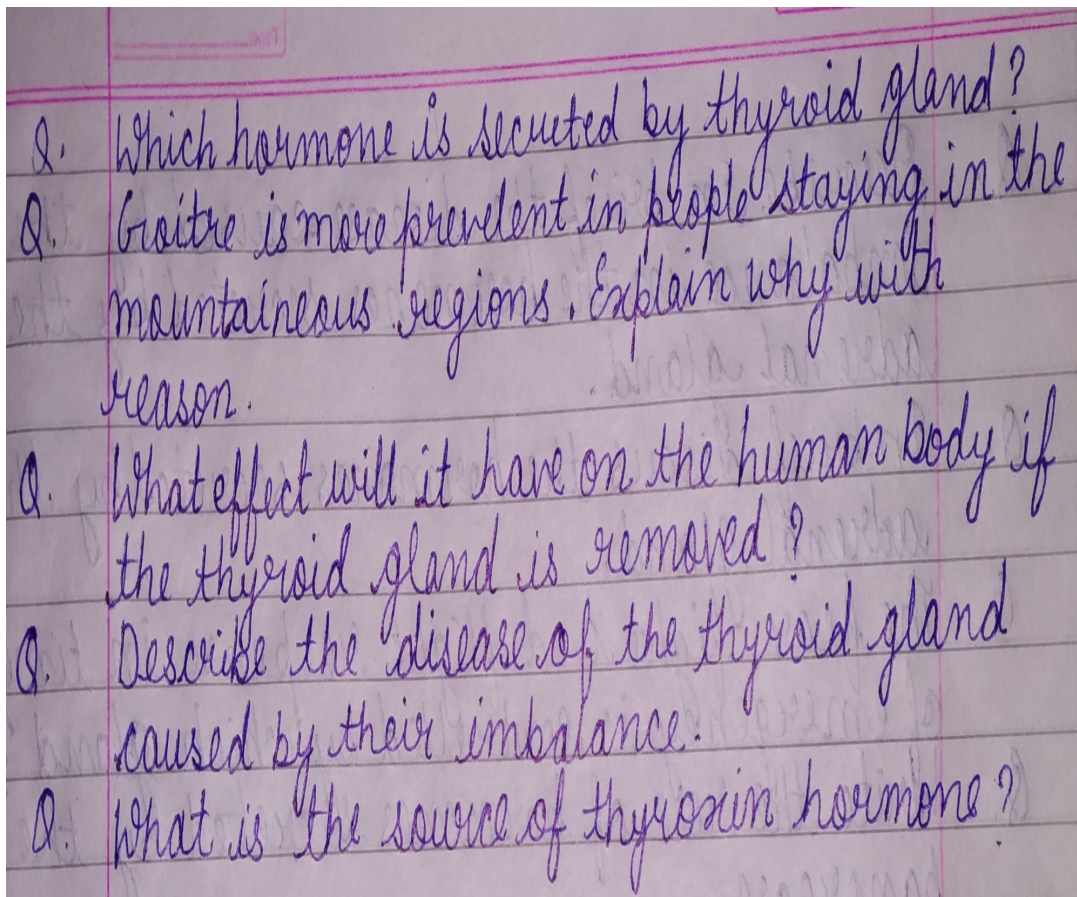 Q. Which hormone is secreted by thyroid gland?
Q. Goitre is more prevelent in people staying in the
mountaineous regions. Explain why with
reason.
Q. What effect will it have on the human body if
the thyroid gland is removed?
Q. Describe the disease of the thyroid gland
caused by their imbalance.
Q. What is the source of thyroxin hormone?